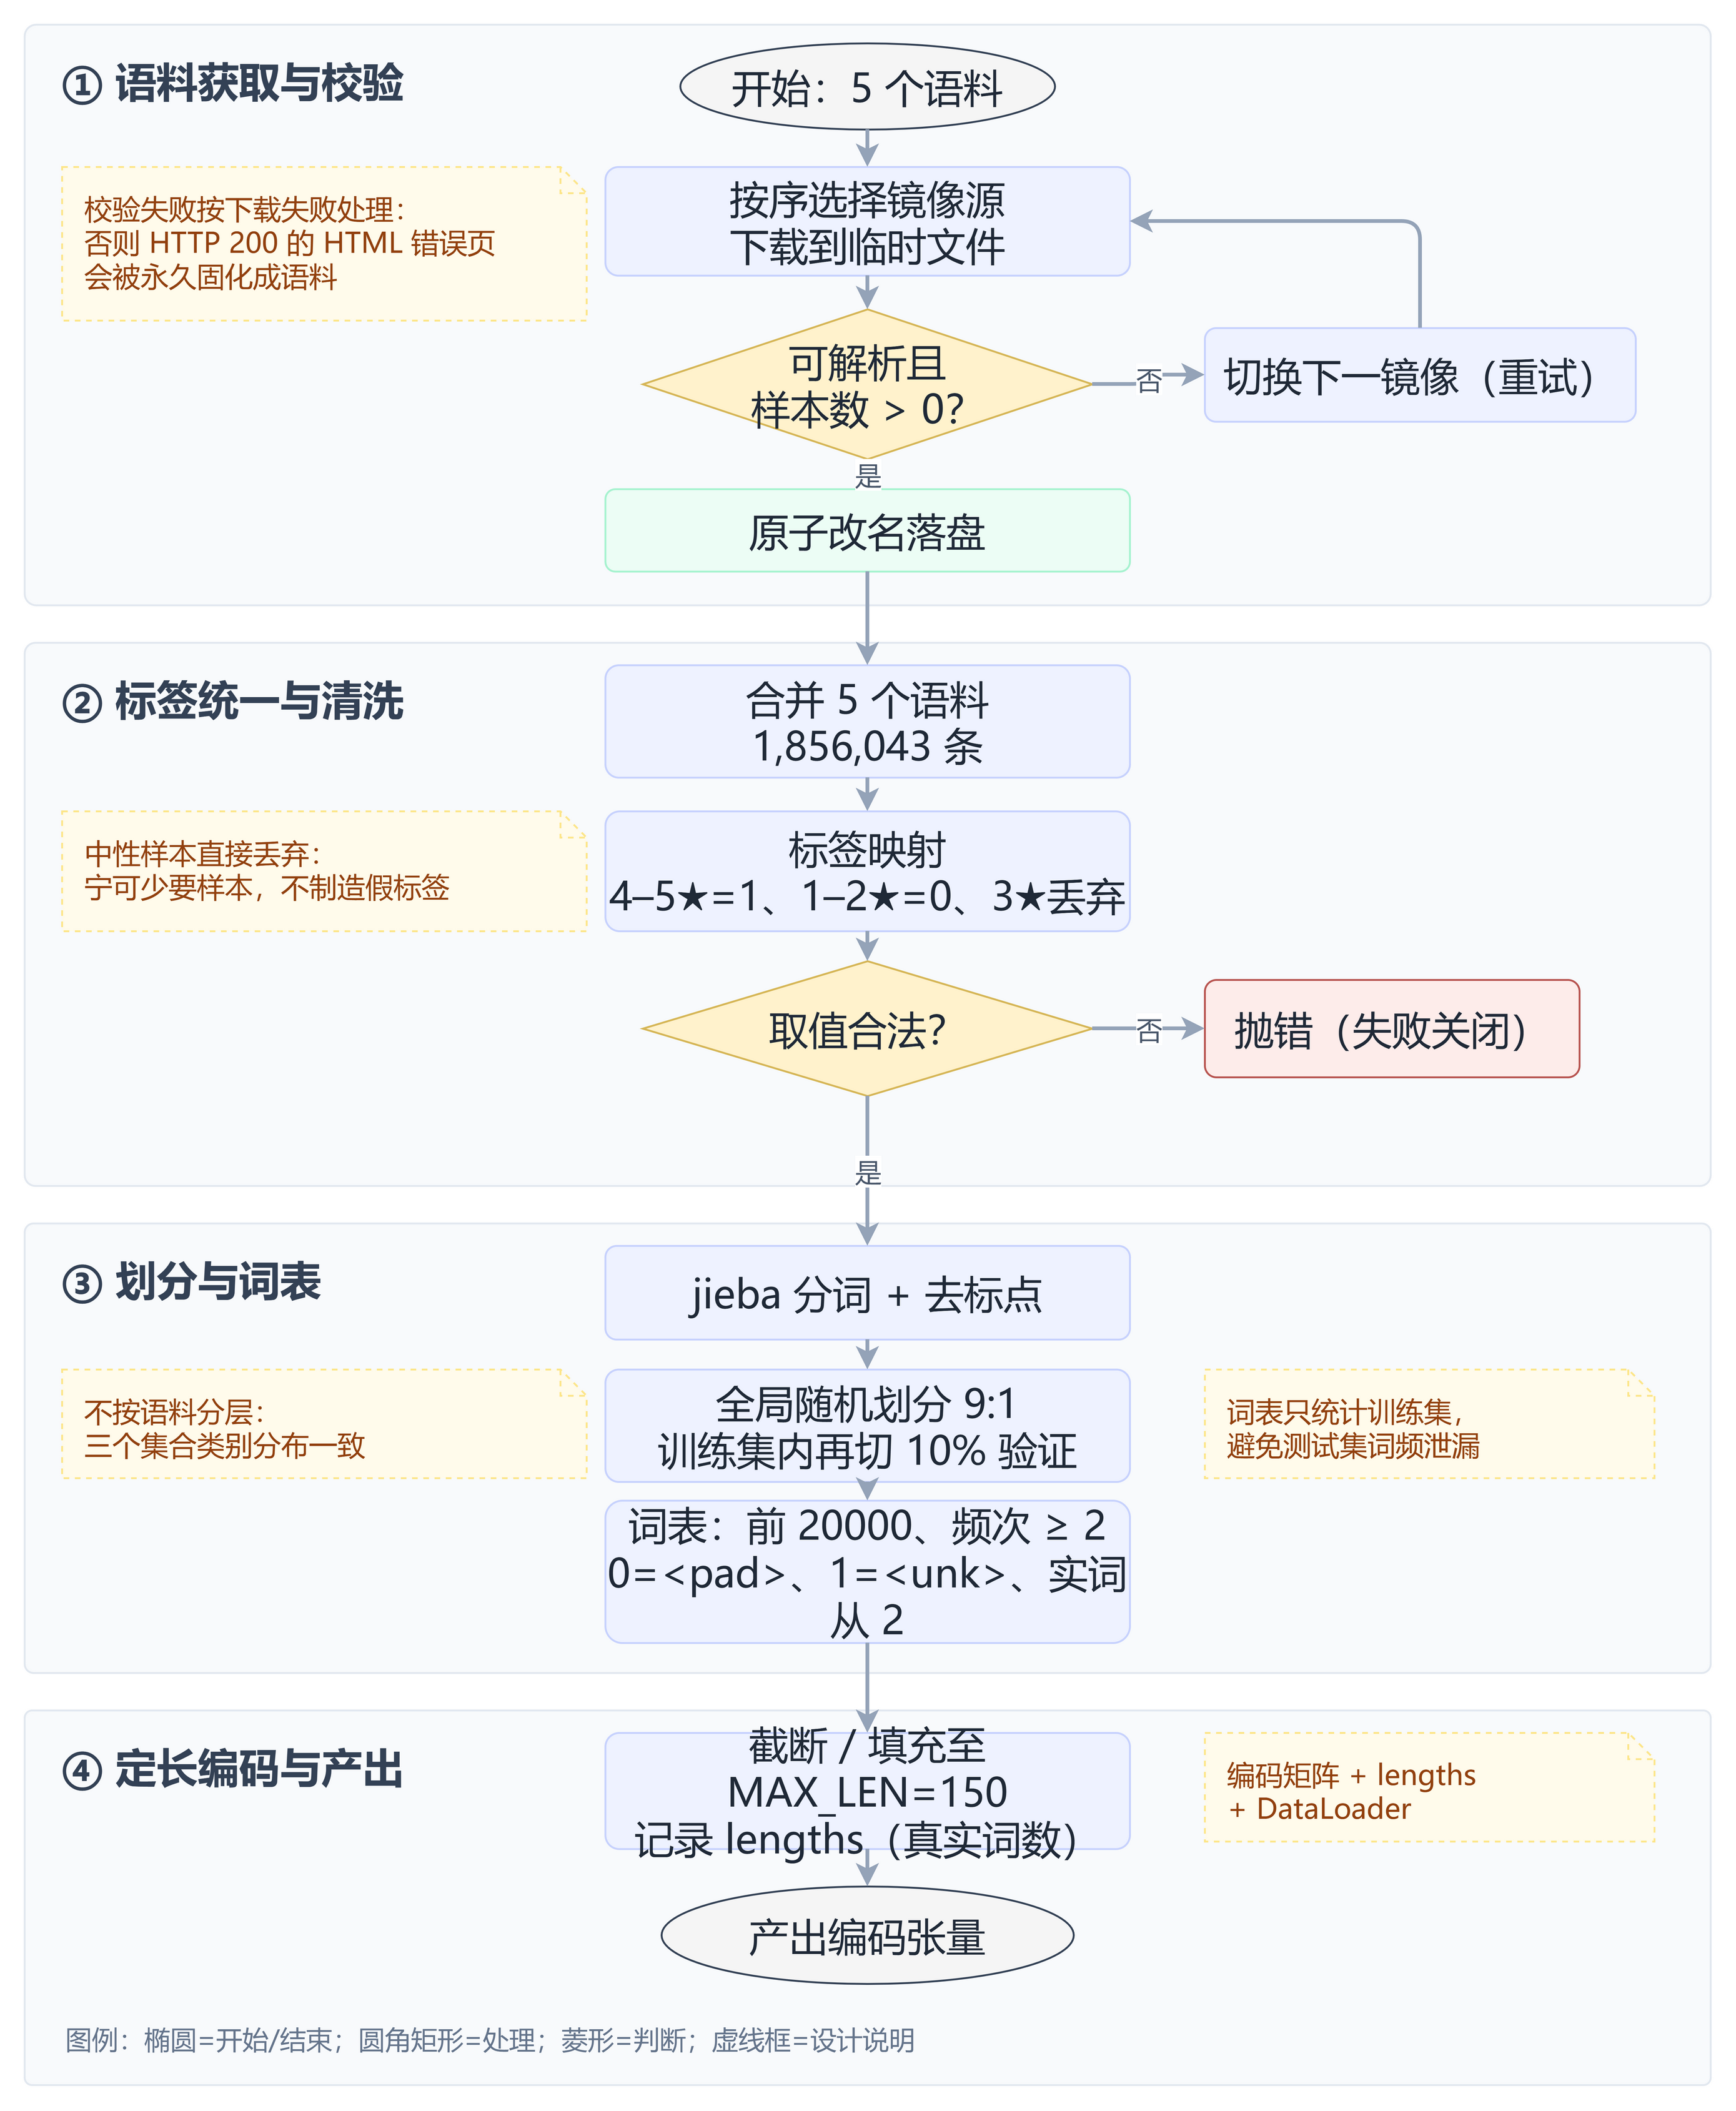 ① 语料获取与校验
开始：5 个语料
校验失败按下载失败处理：
否则 HTTP 200 的 HTML 错误页
会被永久固化成语料
按序选择镜像源
下载到临时文件
可解析且
样本数 > 0？
否
切换下一镜像（重试）
是
原子改名落盘
② 标签统一与清洗
合并 5 个语料
1,856,043 条
中性样本直接丢弃：
宁可少要样本，不制造假标签
标签映射
4–5★=1、1–2★=0、3★丢弃
取值合法？
否
抛错（失败关闭）
是
③ 划分与词表
jieba 分词 + 去标点
不按语料分层：
三个集合类别分布一致
全局随机划分 9:1
训练集内再切 10% 验证
词表只统计训练集，
避免测试集词频泄漏
词表：前 20000、频次 ≥ 2
0=<pad>、1=<unk>、实词
从 2
④ 定长编码与产出
截断 / 填充至
MAX_LEN=150
记录 lengths（真实词数）
编码矩阵 + lengths
+ DataLoader
产出编码张量
图例：椭圆=开始/结束；圆角矩形=处理；菱形=判断；虚线框=设计说明